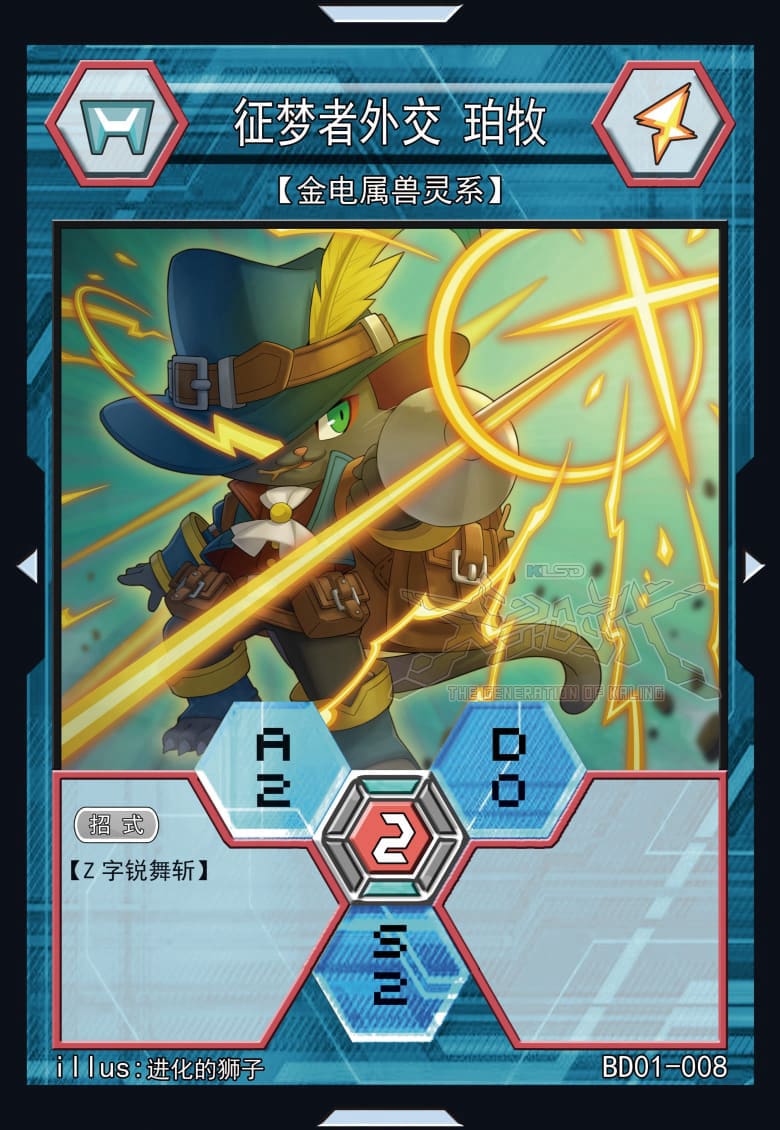 征梦者外交 珀牧
【金电属兽灵系】
KLSD
THE GENERATION OF KALING
A
2
D
0
2
招式
【Z字锐舞斩】
S
2
illus:进化的狮子
BD01-008